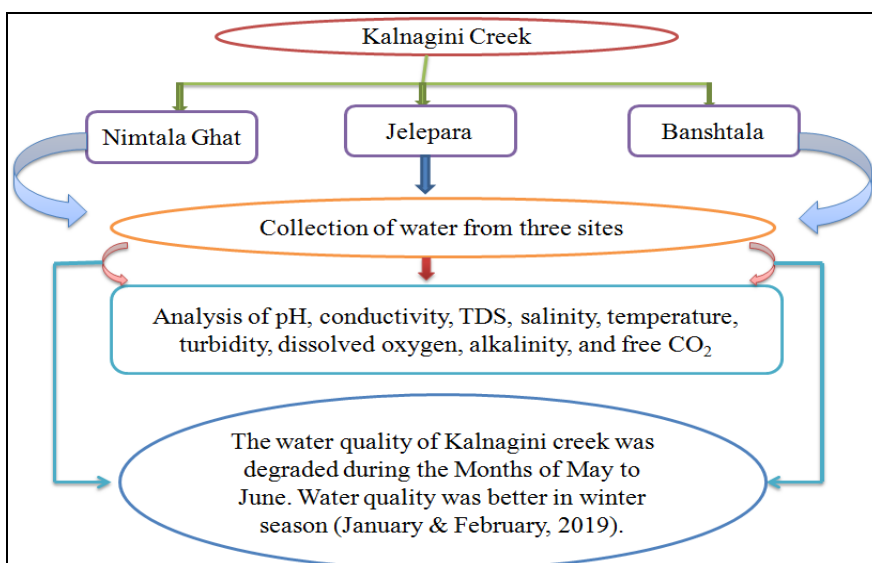 Kalnagini Creek
Nimtala Ghat
Jelepara
Banshtala
Collection of water from three sites
Analysis of pH, conductivity, TDS, salinity, temperature,
turbidity, dissolved oxygen, alkalinity, and free CO₂
The water quality of Kalnagini creek was
degraded during the Months of May to
June. Water quality was better in winter
season (January & February, 2019).